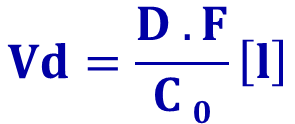 Vd = D . F / C₀ [l]